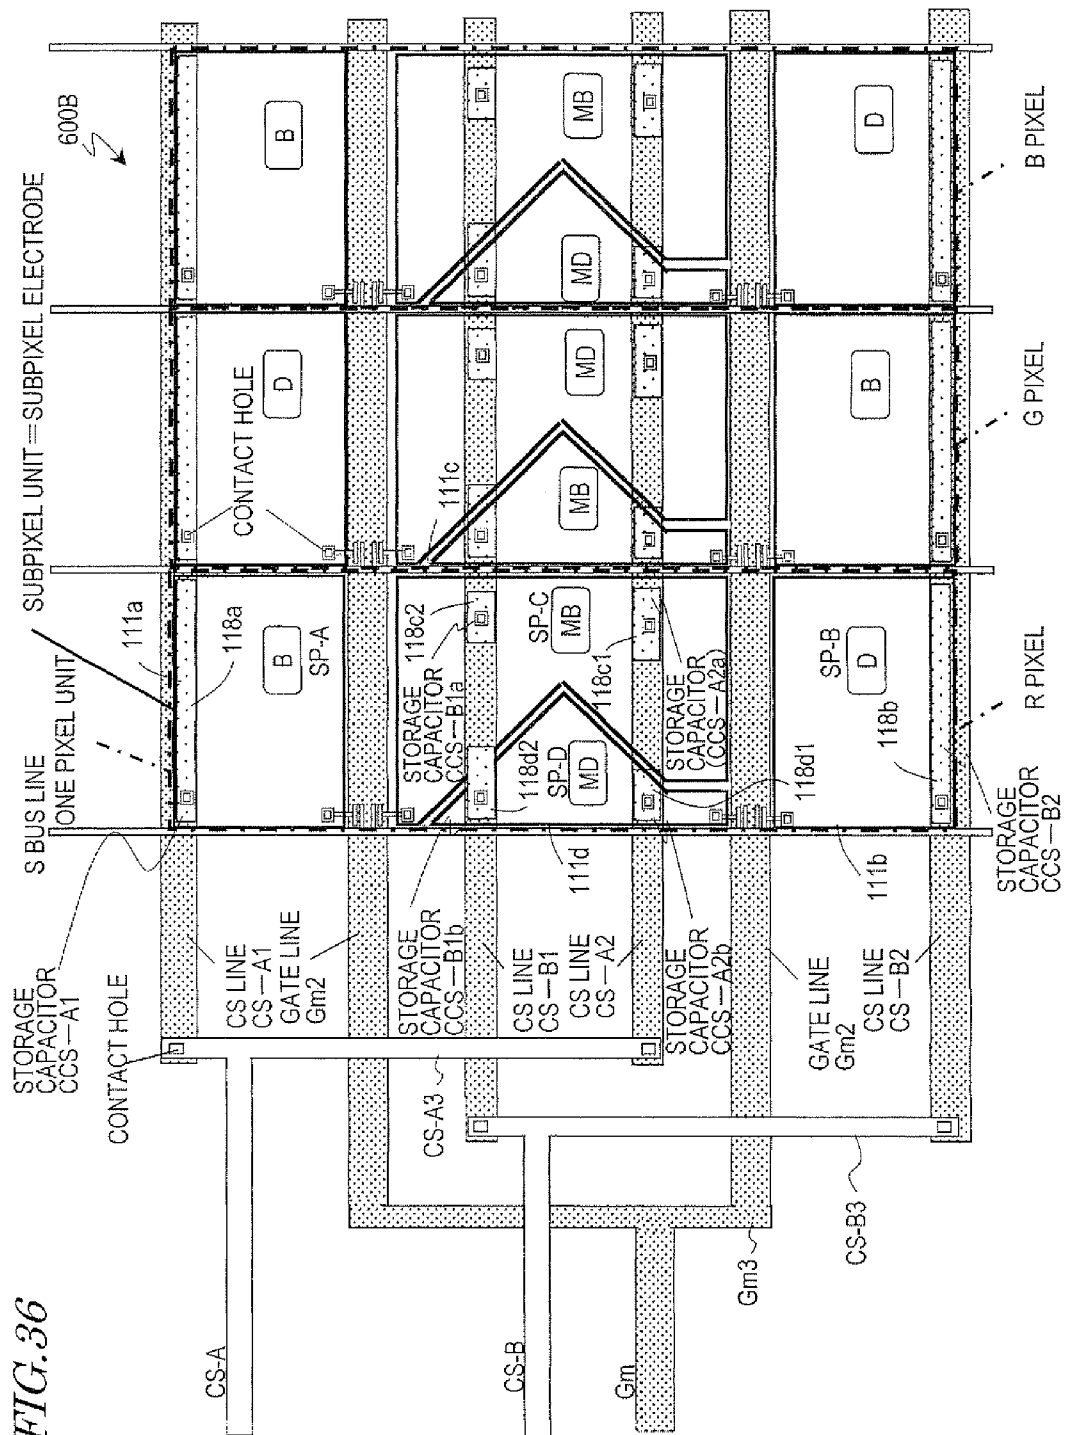 FIG.36
600B
SUBPIXEL UNIT=SUBPIXEL ELECTRODE
S BUS LINE
ONE PIXEL UNIT
111a
118a
CONTACT HOLE
STORAGE
CAPACITOR
CCS-A1
CONTACT HOLE
B
SP-A
D
B
CS LINE
CS-A1
GATE LINE
Gm2
111c
STORAGE
CAPACITOR
CCS-B1b
STORAGE
CAPACITOR
CCS-B1a
118c2
118d2
SP-D
MD
SP-C
MB
MB
MD
MD
MB
CS LINE
CS-B1
CS LINE
CS-A2
111d
118c1
STORAGE
CAPACITOR
(CCS-A2a)
STORAGE
CAPACITOR
CCS-A2b
118d1
GATE LINE
Gm2
CS LINE
CS-B2
SP-B
D
B
D
118b
111b
STORAGE
CAPACITOR
CCS-B2
R PIXEL
G PIXEL
B PIXEL
CS-A
CS-A3
CS-B
CS-B3
Gm
Gm3